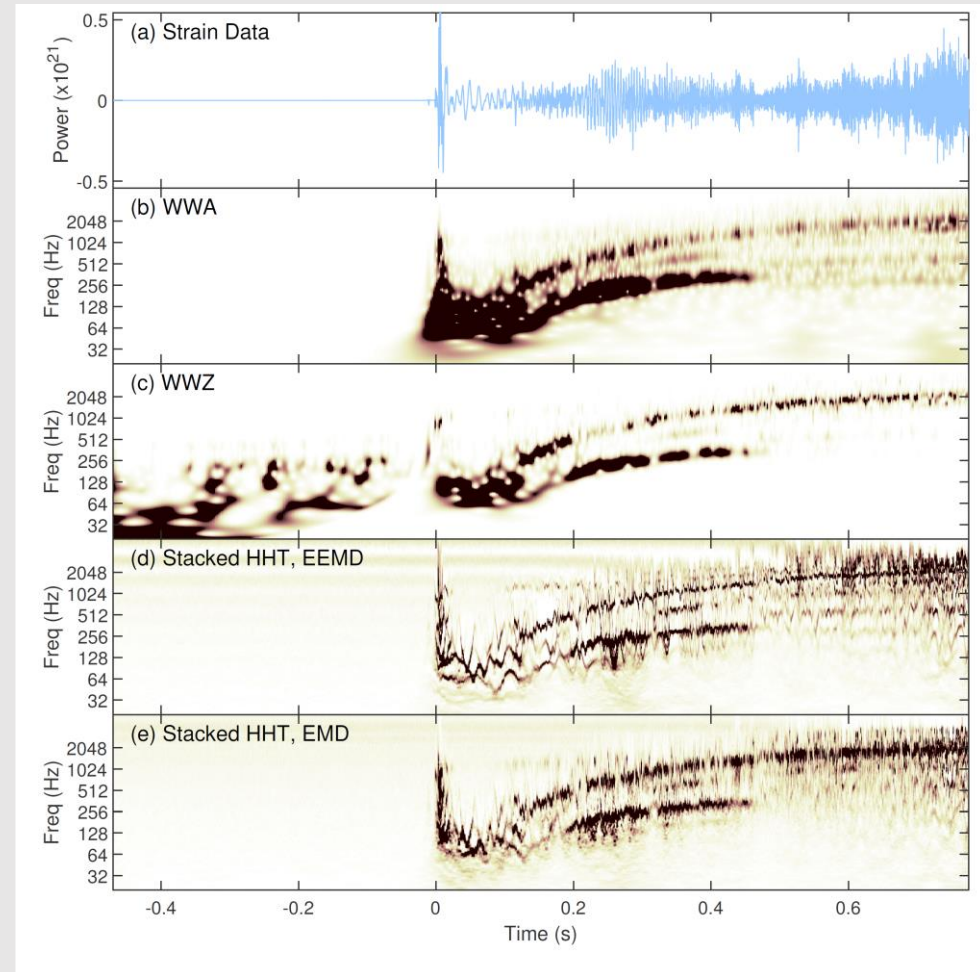 (a) Strain Data
Power (x10²¹)
0.5
0
-0.5
(b) WWA
Freq (Hz)
2048
1024
512
256
128
64
32
(c) WWZ
Freq (Hz)
2048
1024
512
256
128
64
32
(d) Stacked HHT, EEMD
Freq (Hz)
2048
1024
512
256
128
64
32
(e) Stacked HHT, EMD
Freq (Hz)
2048
1024
512
256
128
64
32
-0.4 -0.2 0 0.2 0.4 0.6
Time (s)